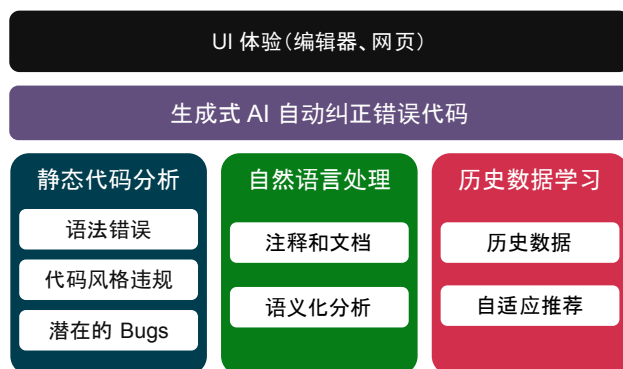 UI 体验（编辑器、网页）
生成式 AI 自动纠正错误代码
静态代码分析
语法错误
代码风格违规
潜在的 Bugs
自然语言处理
注释和文档
语义化分析
历史数据学习
历史数据
自适应推荐